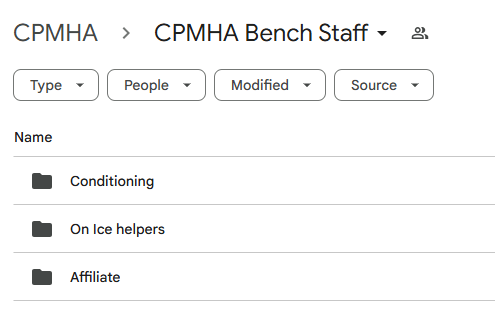 CPMHA > CPMHA Bench Staff
Type People Modified Source
Name
Conditioning
On Ice helpers
Affiliate